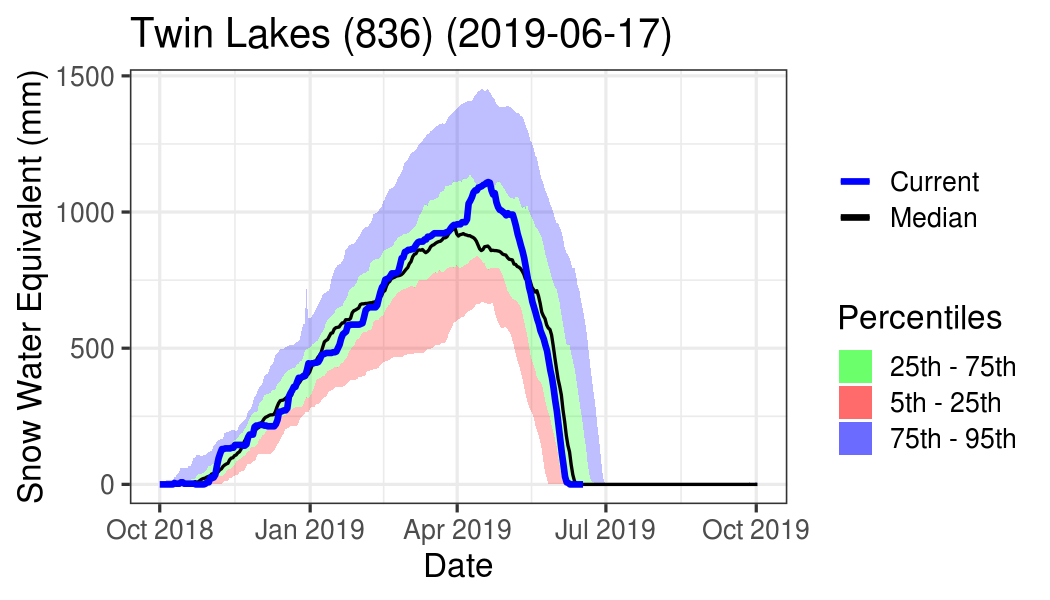 Twin Lakes (836) (2019-06-17)
Snow Water Equivalent (mm)
1500
1000
500
0
Oct 2018
Jan 2019
Apr 2019
Jul 2019
Oct 2019
Date
Current
Median
Percentiles
25th - 75th
5th - 25th
75th - 95th